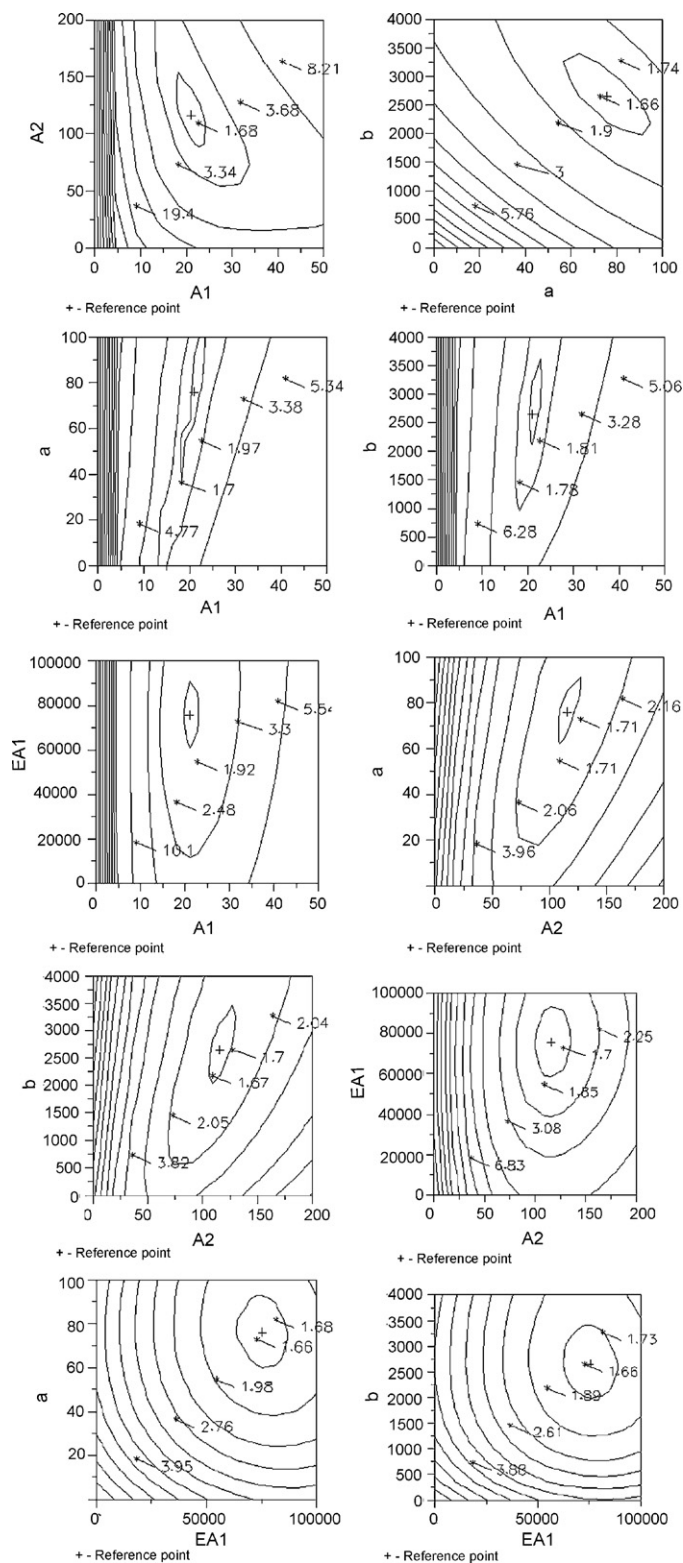 200
150
100
50
0
A2
8.21
3.68
1.68
3.34
19.4
0 10 20 30 40 50
A1
+ - Reference point
4000
3500
3000
2500
2000
1500
1000
500
0
b
1.74
1.66
1.9
3
5.76
0 20 40 60 80 100
a
+ - Reference point
100
80
60
40
20
0
a
5.34
3.38
1.97
1.7
4.77
0 10 20 30 40 50
A1
+ - Reference point
4000
3500
3000
2500
2000
1500
1000
500
0
b
5.06
3.28
1.81
1.78
6.28
0 10 20 30 40 50
A1
+ - Reference point
100000
80000
60000
40000
20000
0
EA1
5.54
3.3
1.92
2.48
10.1
0 10 20 30 40 50
A1
+ - Reference point
100
80
60
40
20
a
2.16
1.71
1.71
2.06
3.96
0 50 100 150 200
A2
+ - Reference point
4000
3500
3000
2500
2000
1500
1000
500
0
b
2.04
1.7
1.67
2.05
3.82
0 50 100 150 200
A2
+ - Reference point
100000
80000
60000
40000
20000
0
EA1
2.25
1.7
1.85
3.08
6.83
0 50 100 150 200
A2
+ - Reference point
100
80
60
40
20
a
1.68
1.66
1.98
2.76
3.95
0 50000 100000
EA1
+ - Reference point
4000
3500
3000
2500
2000
1500
1000
500
0
b
1.73
1.66
1.89
2.61
3.88
0 50000 100000
EA1
+ - Reference point